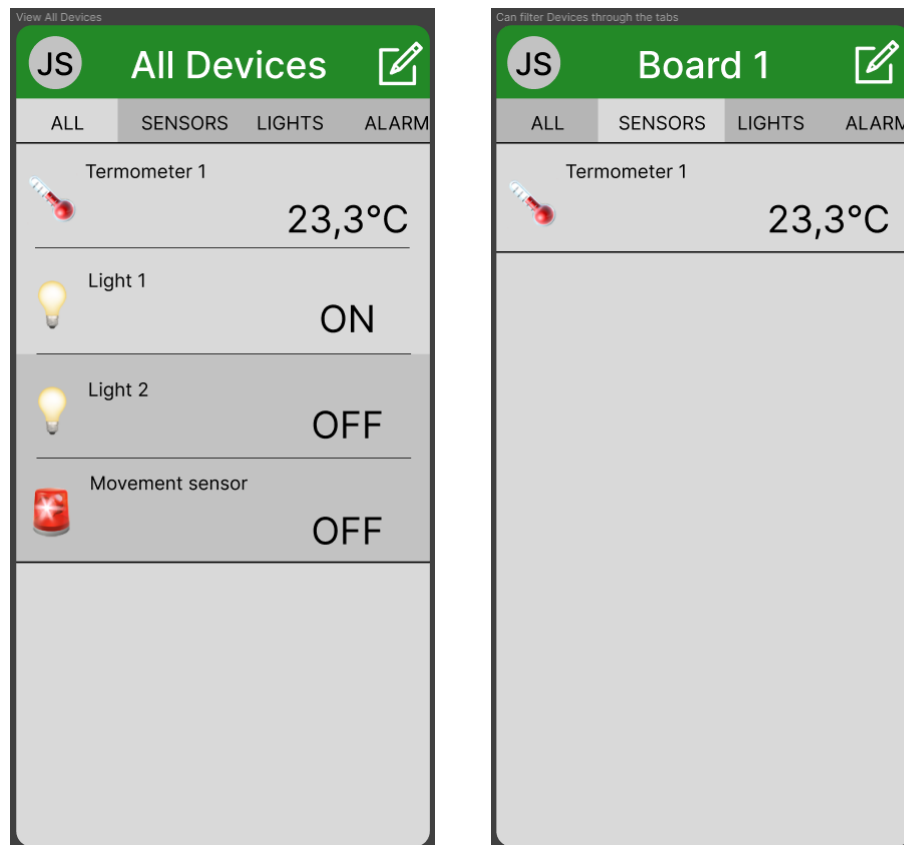 View All Devices
JS All Devices
ALL SENSORS LIGHTS ALARM
Termometer 1
23,3°C
Light 1
ON
Light 2
OFF
Movement sensor
OFF
Can filter Devices through the tabs
JS Board 1
ALL SENSORS LIGHTS ALARM
Termometer 1
23,3°C